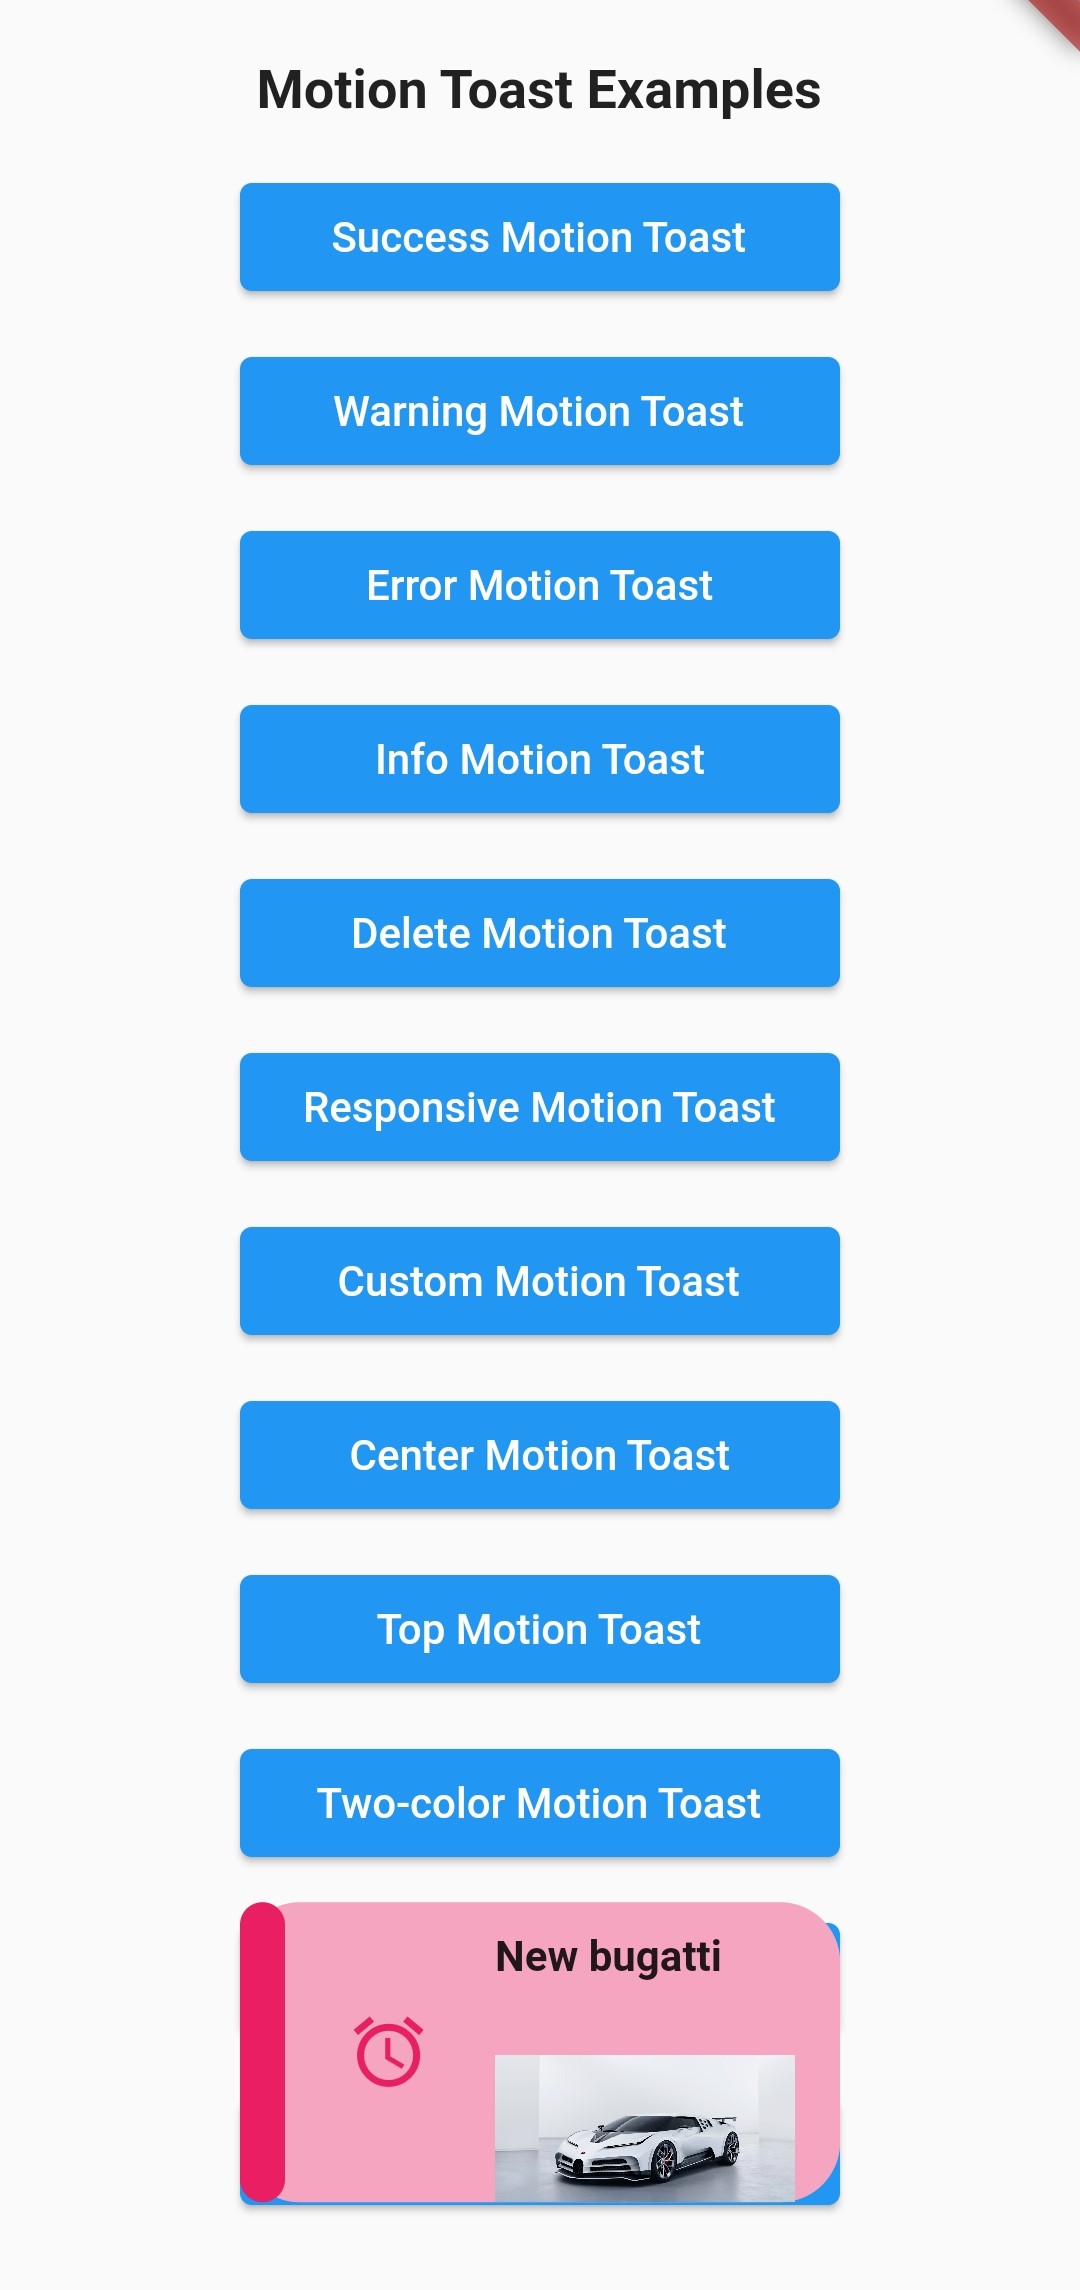 Motion Toast Examples
Success Motion Toast
Warning Motion Toast
Error Motion Toast
Info Motion Toast
Delete Motion Toast
Responsive Motion Toast
Custom Motion Toast
Center Motion Toast
Top Motion Toast
Two-color Motion Toast
New bugatti